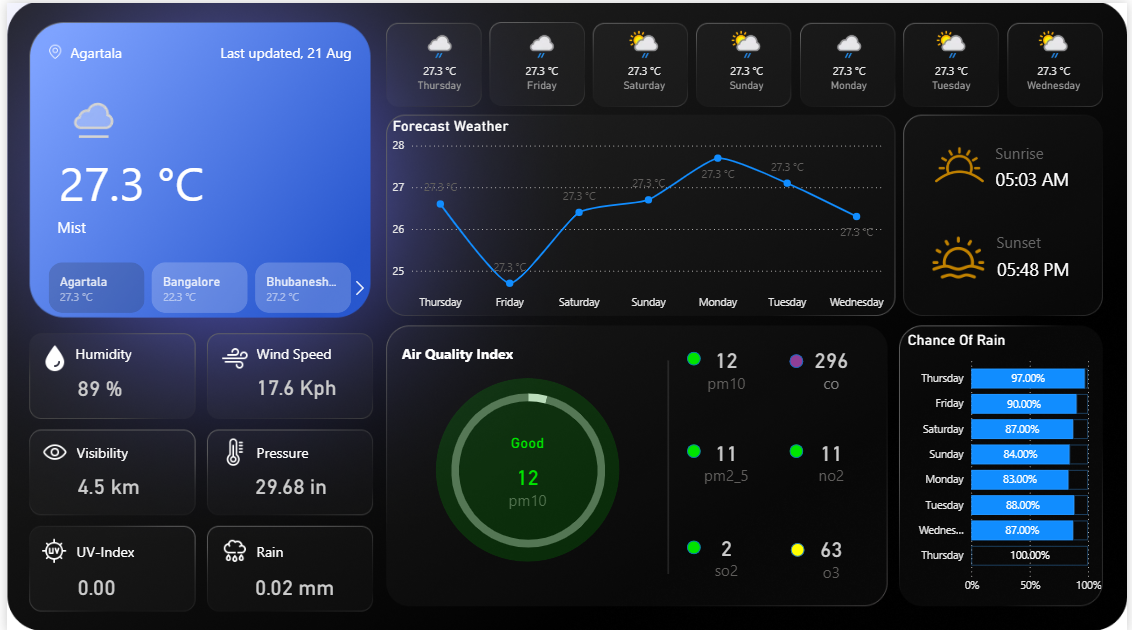 Agartala
Last updated, 21 Aug
27.3 °C
Mist
Agartala
27.3 °C
Bangalore
22.3 °C
Bhubanesh...
27.2 °C
27.3 °C
Thursday
27.3 °C
Friday
27.3 °C
Saturday
27.3 °C
Sunday
27.3 °C
Monday
27.3 °C
Tuesday
27.3 °C
Wednesday
Forecast Weather
28
27
26
25
27.3 °C
27.3 °C
27.3 °C
27.3 °C
27.3 °C
27.3 °C
27.3 °C
Thursday Friday Saturday Sunday Monday Tuesday Wednesday
Sunrise
05:03 AM
Sunset
05:48 PM
Humidity
89 %
Wind Speed
17.6 Kph
Visibility
4.5 km
Pressure
29.68 in
UV
UV-Index
0.00
Rain
0.02 mm
Air Quality Index
Good
12
pm10
12
pm10
296
co
11
pm2_5
11
no2
2
so2
63
o3
Chance Of Rain
Thursday 97.00%
Friday 90.00%
Saturday 87.00%
Sunday 84.00%
Monday 83.00%
Tuesday 88.00%
Wednes... 87.00%
Thursday 100.00%
0% 50% 100%